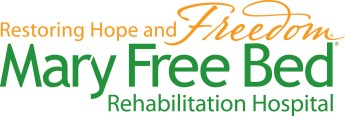 Restoring Hope and Freedom®
Mary Free Bed®
Rehabilitation Hospital